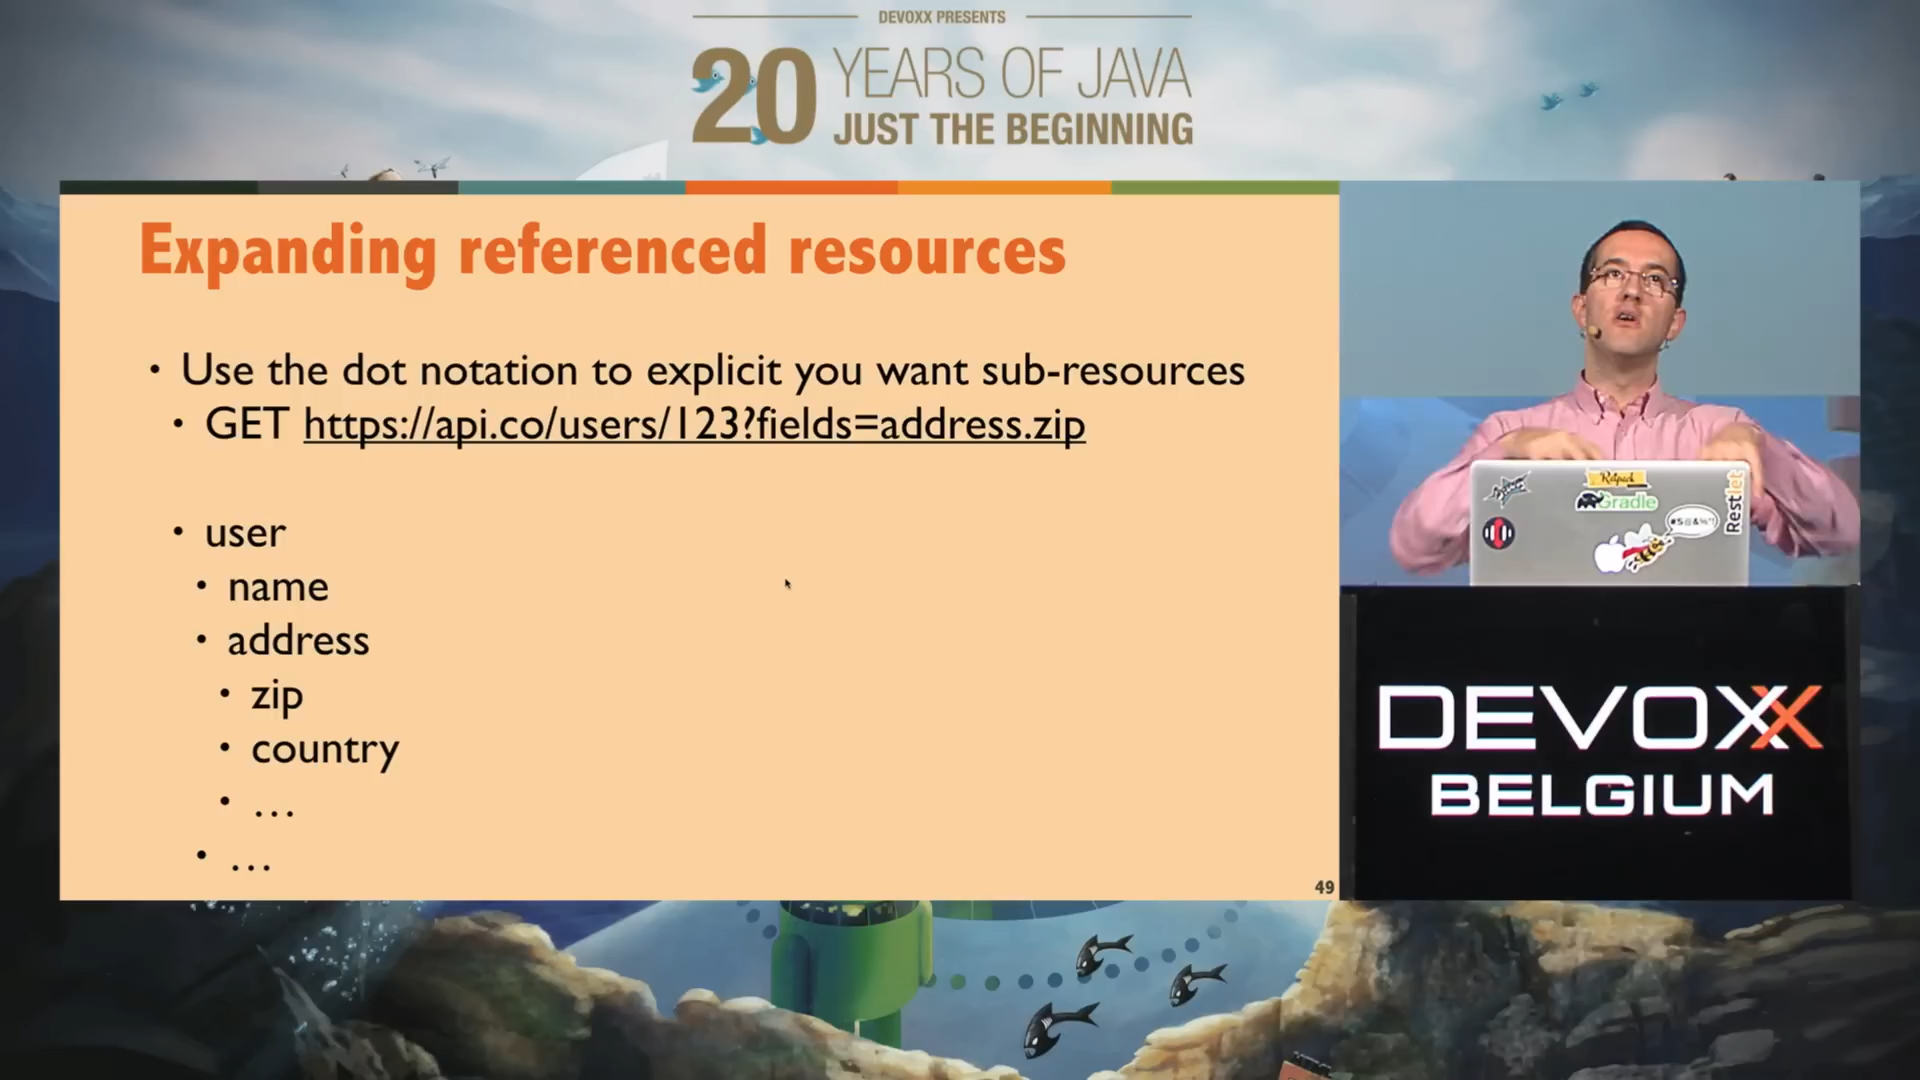 DEVOXX PRESENTS
20 YEARS OF JAVA
JUST THE BEGINNING
Expanding referenced resources
• Use the dot notation to explicit you want sub-resources
• GET https://api.co/users/123?fields=address.zip
• user
• name
• address
• zip
• country
• …
• …
49
Ratpack
Gradle
#$@&%*!
Restlet
DEVOXX
BELGIUM